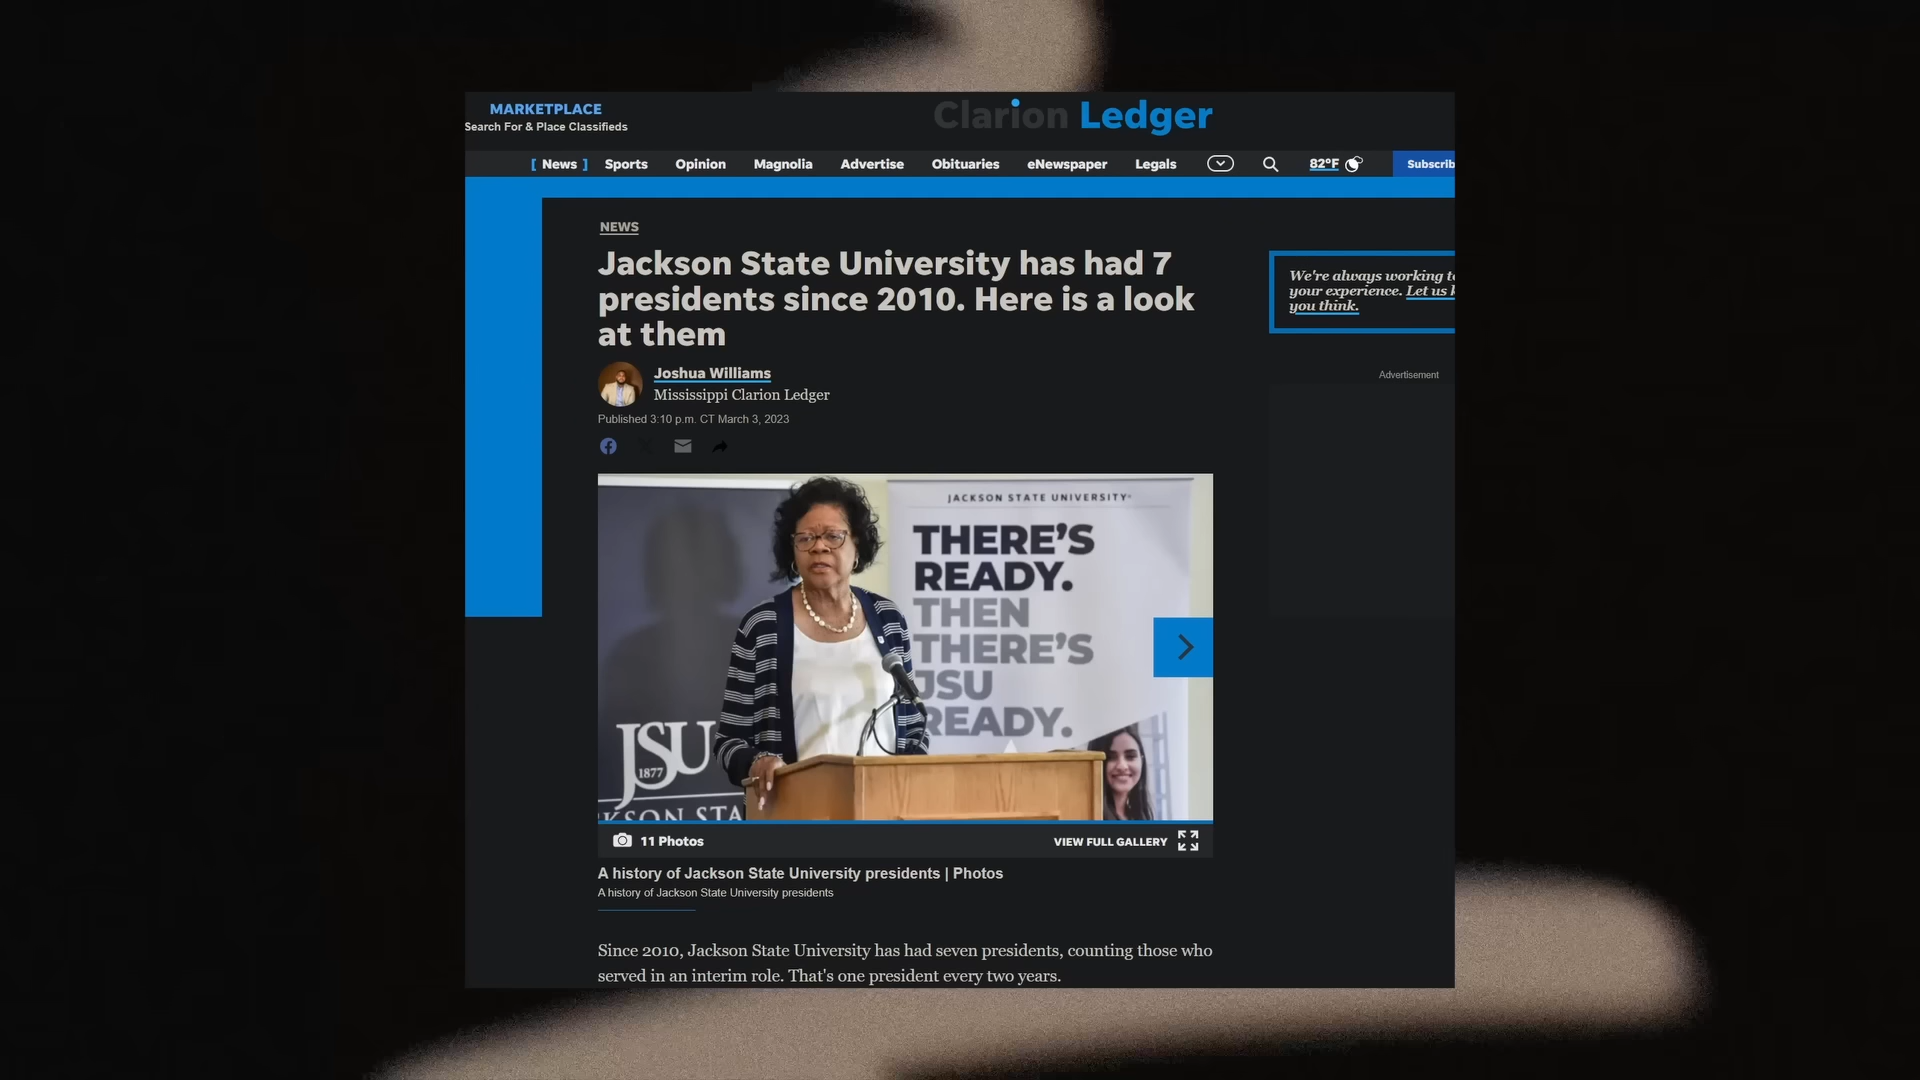 MARKETPLACE
Search For & Place Classifieds
Clarion Ledger
[ News ] Sports Opinion Magnolia Advertise Obituaries eNewspaper Legals 82°F Subscrib
NEWS
Jackson State University has had 7
presidents since 2010. Here is a look
at them
We're always working to
your experience. Let us k
you think.
Joshua Williams
Mississippi Clarion Ledger
Advertisement
Published 3:10 p.m. CT March 3, 2023
JACKSON STATE UNIVERSITY
THERE'S
READY.
THEN
THERE'S
JSU
READY.
JSU
1877
KSON STA
11 Photos VIEW FULL GALLERY
A history of Jackson State University presidents | Photos
A history of Jackson State University presidents
Since 2010, Jackson State University has had seven presidents, counting those who
served in an interim role. That's one president every two years.